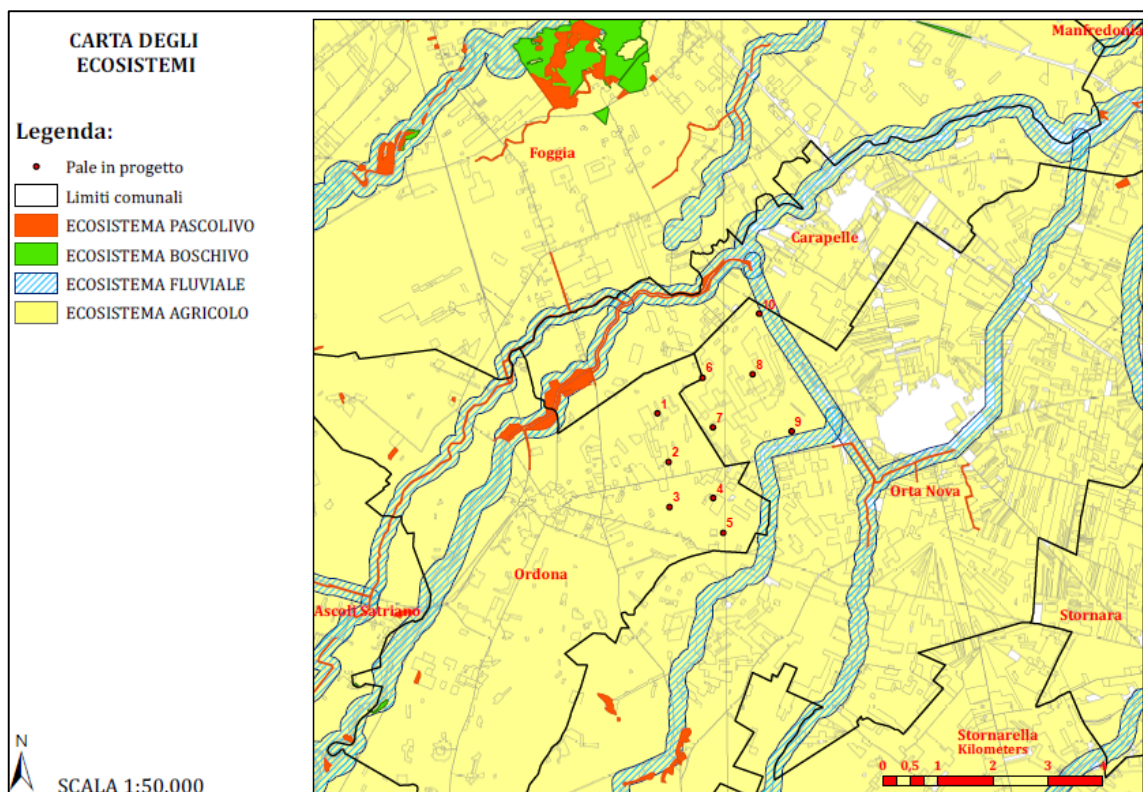 CARTA DEGLI
ECOSISTEMI
Legenda:
Pale in progetto
Limiti comunali
ECOSISTEMA PASCOLIVO
ECOSISTEMA BOSCHIVO
ECOSISTEMA FLUVIALE
ECOSISTEMA AGRICOLO
N
SCALA 1:50.000
Manfredonia
Foggia
Carapelle
10
6
8
1
7
9
2
Orta Nova
3
4
5
Ordona
Ascoli Satriano
Stornara
Stornarella
Kilometers
0 0,5 1 2 3 4